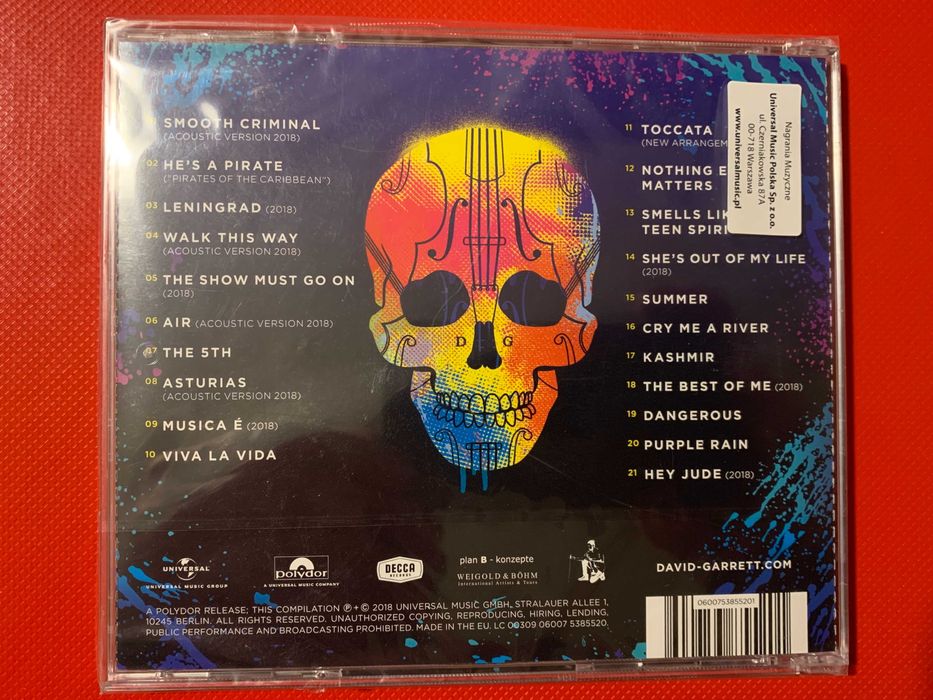 01 SMOOTH CRIMINAL
(ACOUSTIC VERSION 2018)
02 HE'S A PIRATE
("PIRATES OF THE CARIBBEAN")
03 LENINGRAD (2018)
04 WALK THIS WAY
(ACOUSTIC VERSION 2018)
05 THE SHOW MUST GO ON
(2018)
06 AIR (ACOUSTIC VERSION 2018)
07 THE 5TH
08 ASTURIAS
(ACOUSTIC VERSION 2018)
09 MUSICA É (2018)
10 VIVA LA VIDA
D G
11 TOCCATA
(NEW ARRANGEM
12 NOTHING E
MATTERS
13 SMELLS LIK
TEEN SPIRI
14 SHE'S OUT OF MY LIFE
(2018)
15 SUMMER
16 CRY ME A RIVER
17 KASHMIR
18 THE BEST OF ME (2018)
19 DANGEROUS
20 PURPLE RAIN
21 HEY JUDE (2018)
Nagrania Muzyczne
Universal Music Polska Sp. z o.o.
ul. Czerniakowska 87A
00-718 Warszawa
www.universalmusic.pl
UNIVERSAL
UNIVERSAL MUSIC GROUP
polydor
A UNIVERSAL MUSIC COMPANY
DECCA
RECORDS
plan B - konzepte
WEIGOLD & BÖHM
International Artists & Tours
DAVID-GARRETT.COM
A POLYDOR RELEASE; THIS COMPILATION ℗+© 2018 UNIVERSAL MUSIC GMBH, STRALAUER ALLEE 1,
10245 BERLIN. ALL RIGHTS RESERVED. UNAUTHORIZED COPYING, REPRODUCING, HIRING, LENDING,
PUBLIC PERFORMANCE AND BROADCASTING PROHIBITED. MADE IN THE EU. LC 00309 06007 5385520.
0600753855201